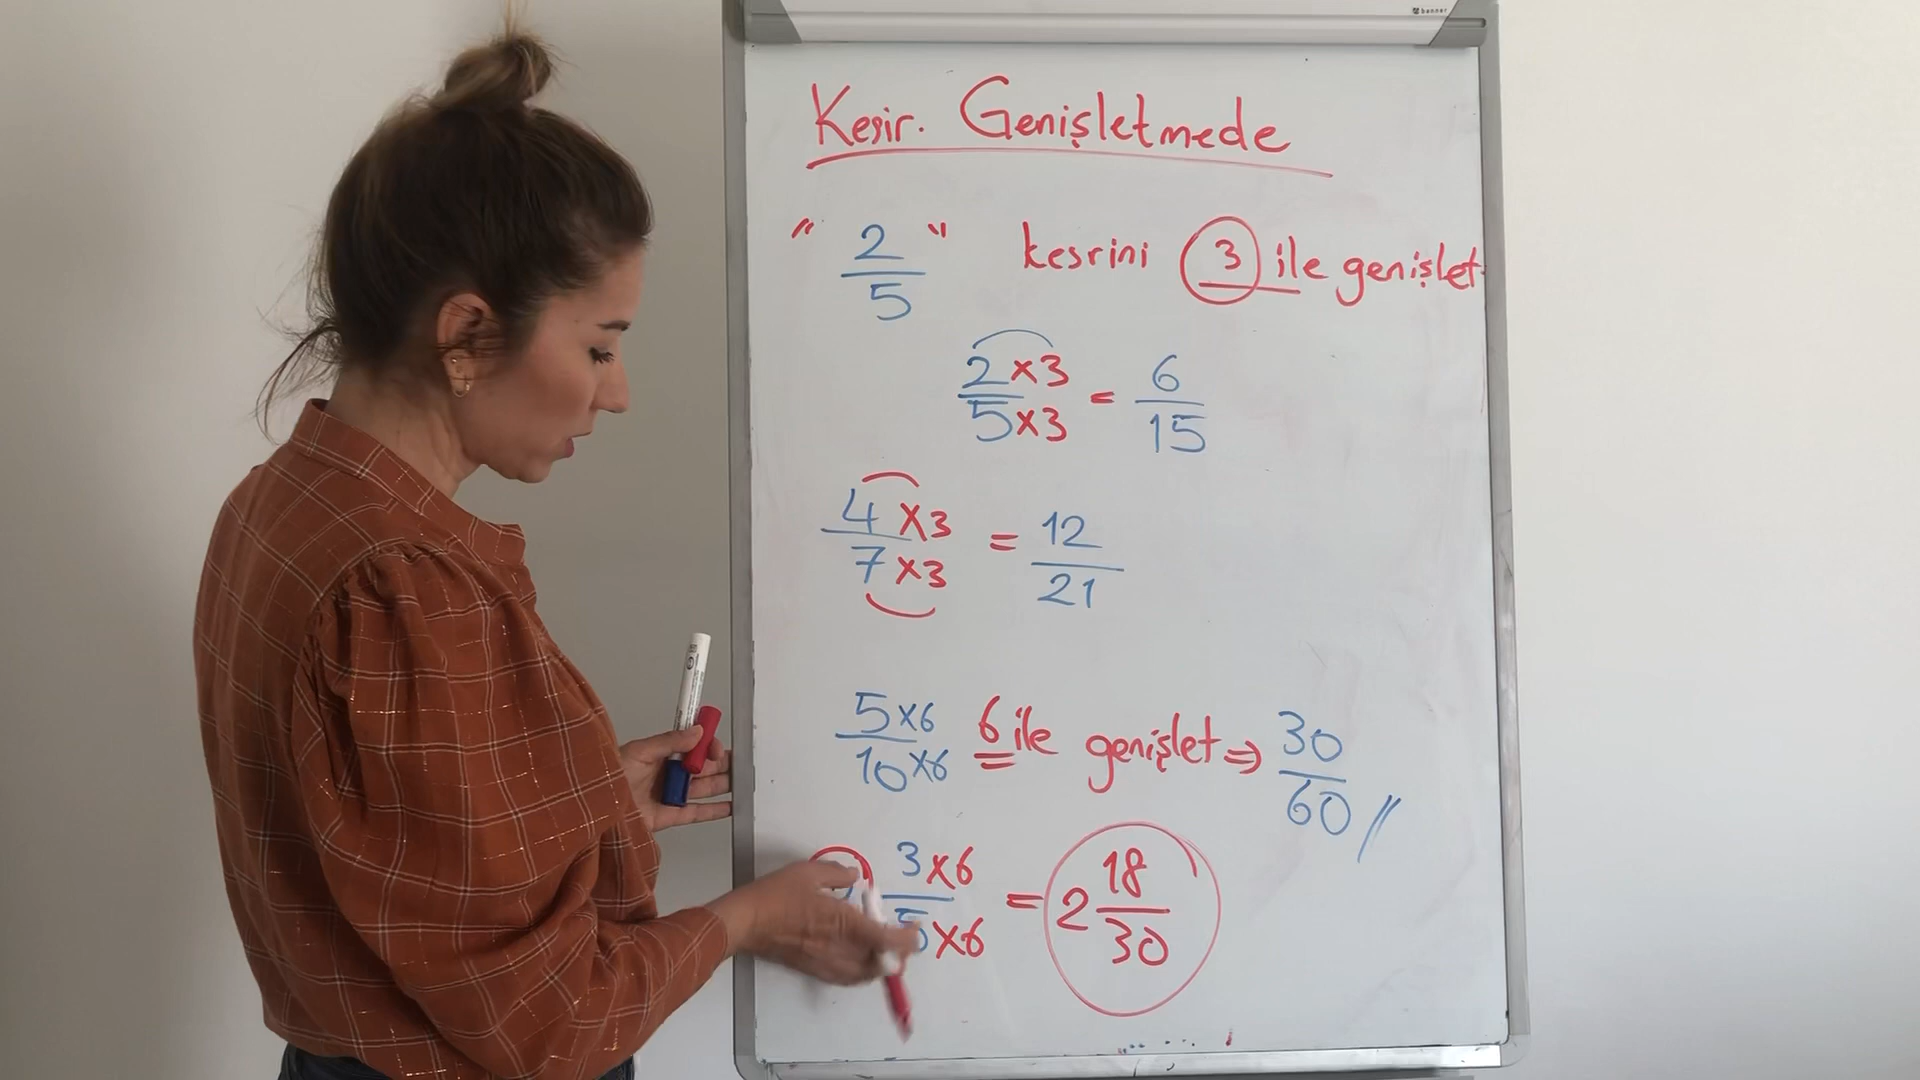 banner
Kesir. Genişletmede
" 2/5 " kesrini 3 ile genişlet
2x3/5x3 = 6/15
4x3/7x3 = 12/21
5x6/10x6 6 ile genişlet ⇒ 30/60 //
3x6/5x6 = 2 18/30